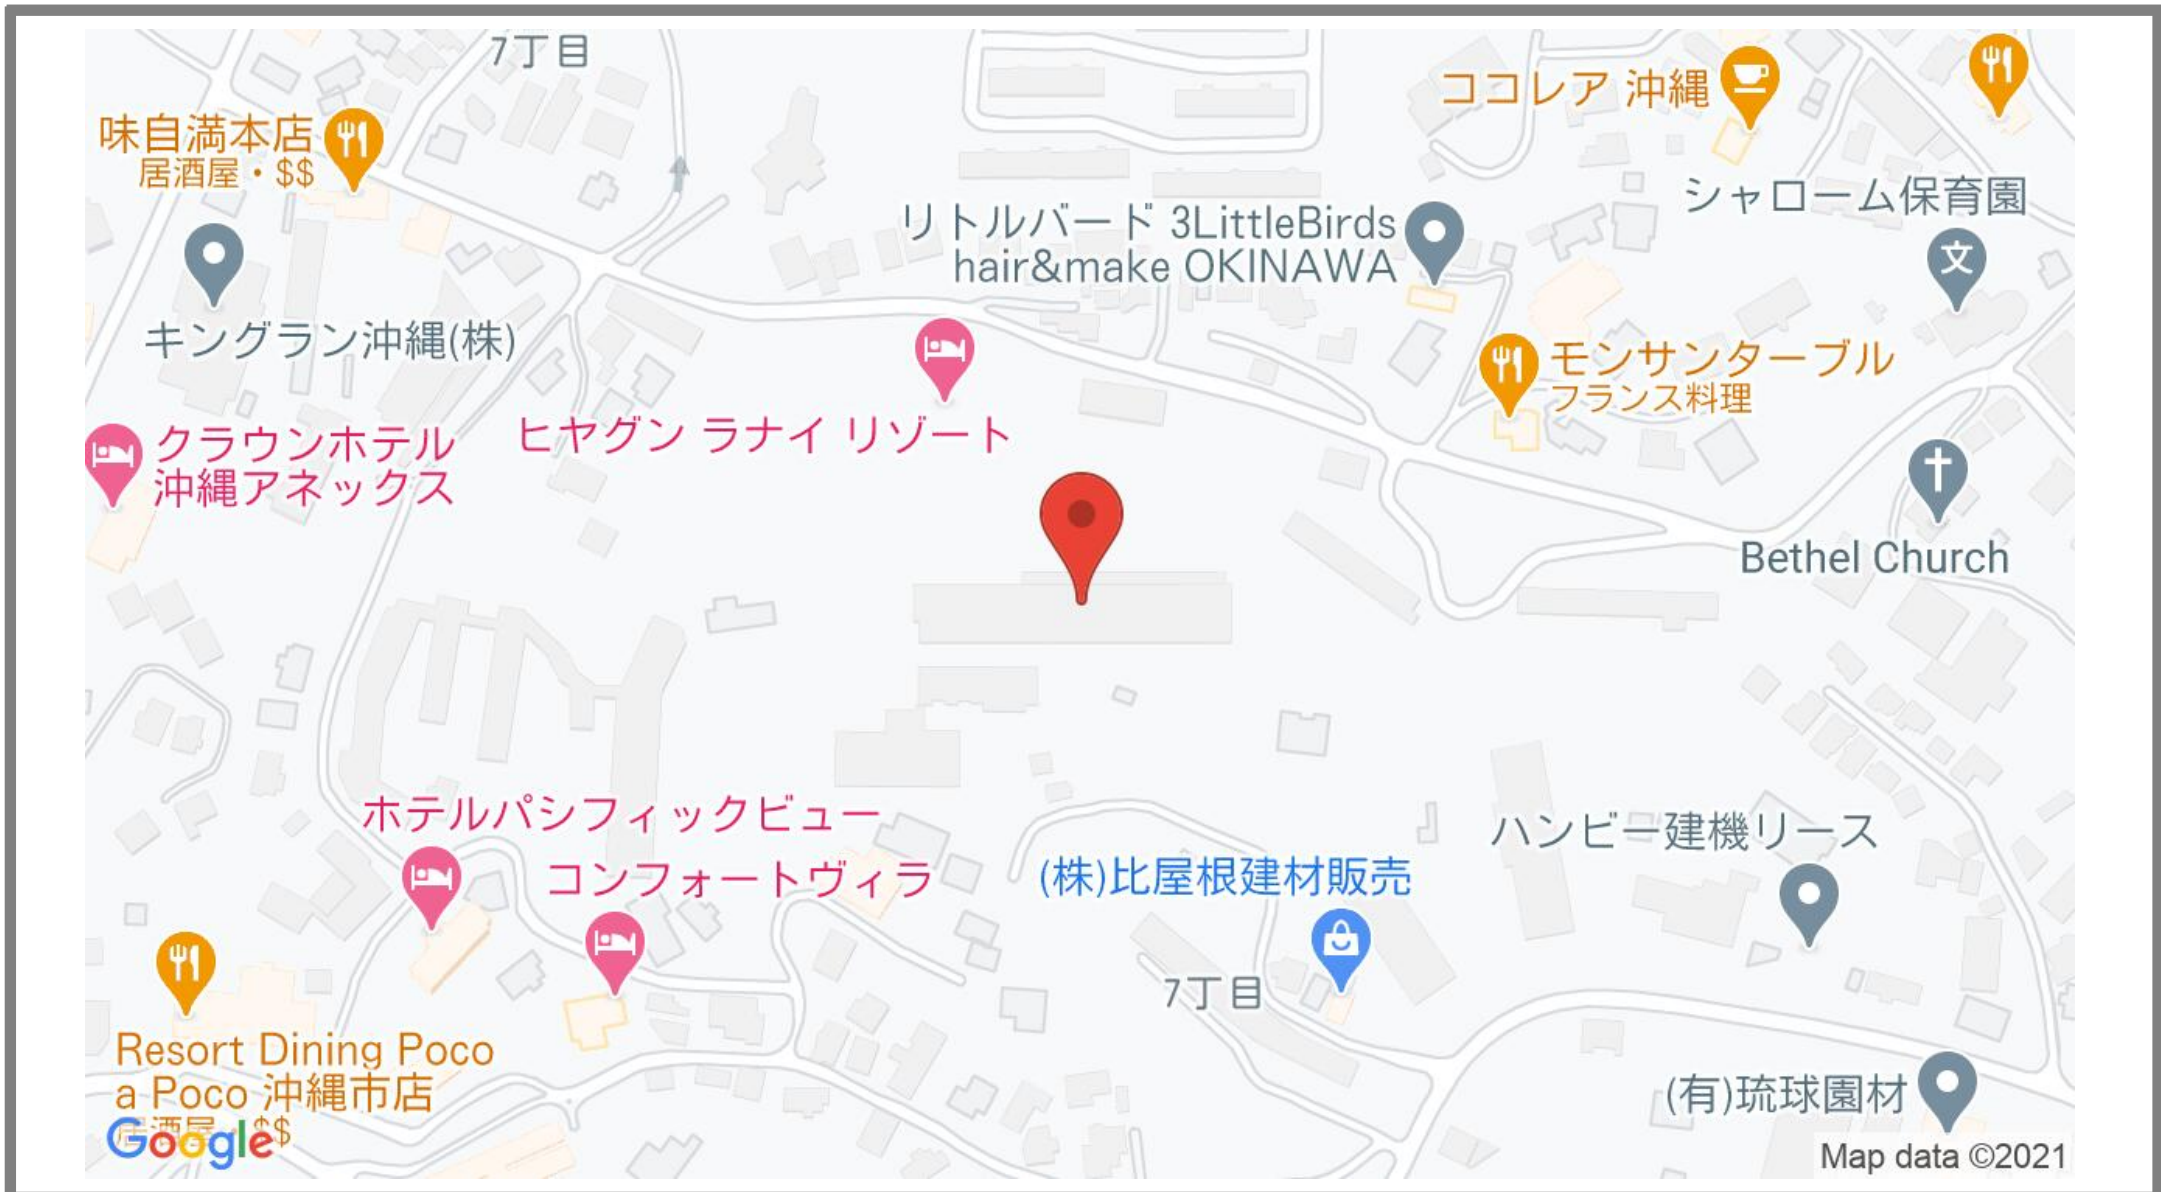 7丁目
ココレア 沖縄
味自満本店
居酒屋・$$
シャローム保育園
リトルバード 3LittleBirds
hair&make OKINAWA
文
キングラン沖縄(株)
モンサンターブル
フランス料理
クラウンホテル
沖縄アネックス
ヒヤグン ラナイ リゾート
Bethel Church
ホテルパシフィックビュー
コンフォートヴィラ
(株)比屋根建材販売
ハンビー建機リース
7丁目
Resort Dining Poco
a Poco 沖縄市店
居酒屋・$$
Google
(有)琉球園材
Map data ©2021